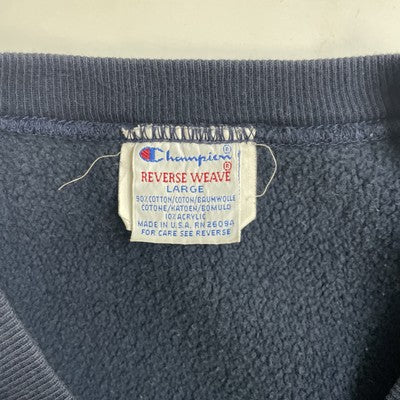 Champion®
REVERSE WEAVE®
LARGE
90%COTTON/COTON/BAUMWOLLE
COTONE/KATOEN/BOMULD
10% ACRYLIC
MADE IN U.S.A. RN 26094
FOR CARE SEE REVERSE